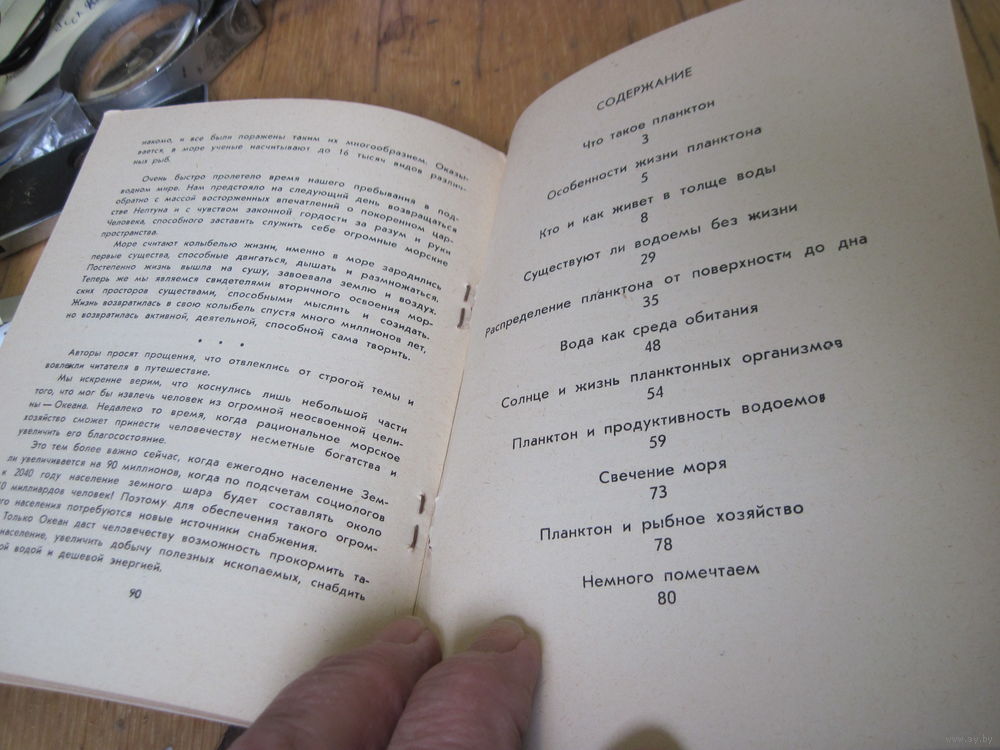 накомо, и все были поражены таким их многообразием. Оказы-
вается, в море ученые насчитывают до 16 тысяч видов различ-
ных рыб.
Очень быстро пролетело время нашего пребывания в под-
водном мире. Нам предстояло на следующий день возвращаться
обратно с массой восторженных впечатлений о покоренном цар-
стве Нептуна и с чувством законной гордости за разум и руки
Человека, способного заставить служить себе огромные морские
пространства.
Море считают колыбелью жизни, именно в море зародились
первые существа, способные двигаться, дышать и размножаться.
Постепенно жизнь вышла на сушу, завоевала землю и воздух.
Теперь же мы являемся свидетелями вторичного освоения мор-
ских просторов существами, способными мыслить и созидать.
Жизнь возвратилась в свою колыбель спустя много миллионов лет,
но возвратилась активной, деятельной, способной сама творить.
* * *
Авторы просят прощения, что отвлеклись от строгой темы и
вовлекли читателя в путешествие.
Мы искренне верим, что коснулись лишь небольшой части
того, что мог бы извлечь человек из огромной неосвоенной цели-
ны — Океана. Недалеко то время, когда рациональное морское
хозяйство сможет принести человечеству несметные богатства и
увеличить его благосостояние.
Это тем более важно сейчас, когда ежегодно население Зем-
ли увеличивается на 90 миллионов, когда по подсчетам социологов
к 2040 году население земного шара будет составлять около
0 миллиардов человек! Поэтому для обеспечения такого огром-
ого населения потребуются новые источники снабжения.
Только Океан даст человечеству возможность прокормить та-
население, увеличить добычу полезных ископаемых, снабдить
ой водой и дешевой энергией.
90
СОДЕРЖАНИЕ
Что такое планктон
3
Особенности жизни планктона
5
Кто и как живет в толще воды
8
Существуют ли водоемы без жизни
29
Распределение планктона от поверхности до дна
35
Вода как среда обитания
48
Солнце и жизнь планктонных организмов
54
Планктон и продуктивность водоемов
59
Свечение моря
73
Планктон и рыбное хозяйство
78
Немного помечтаем
80
www.ay.by